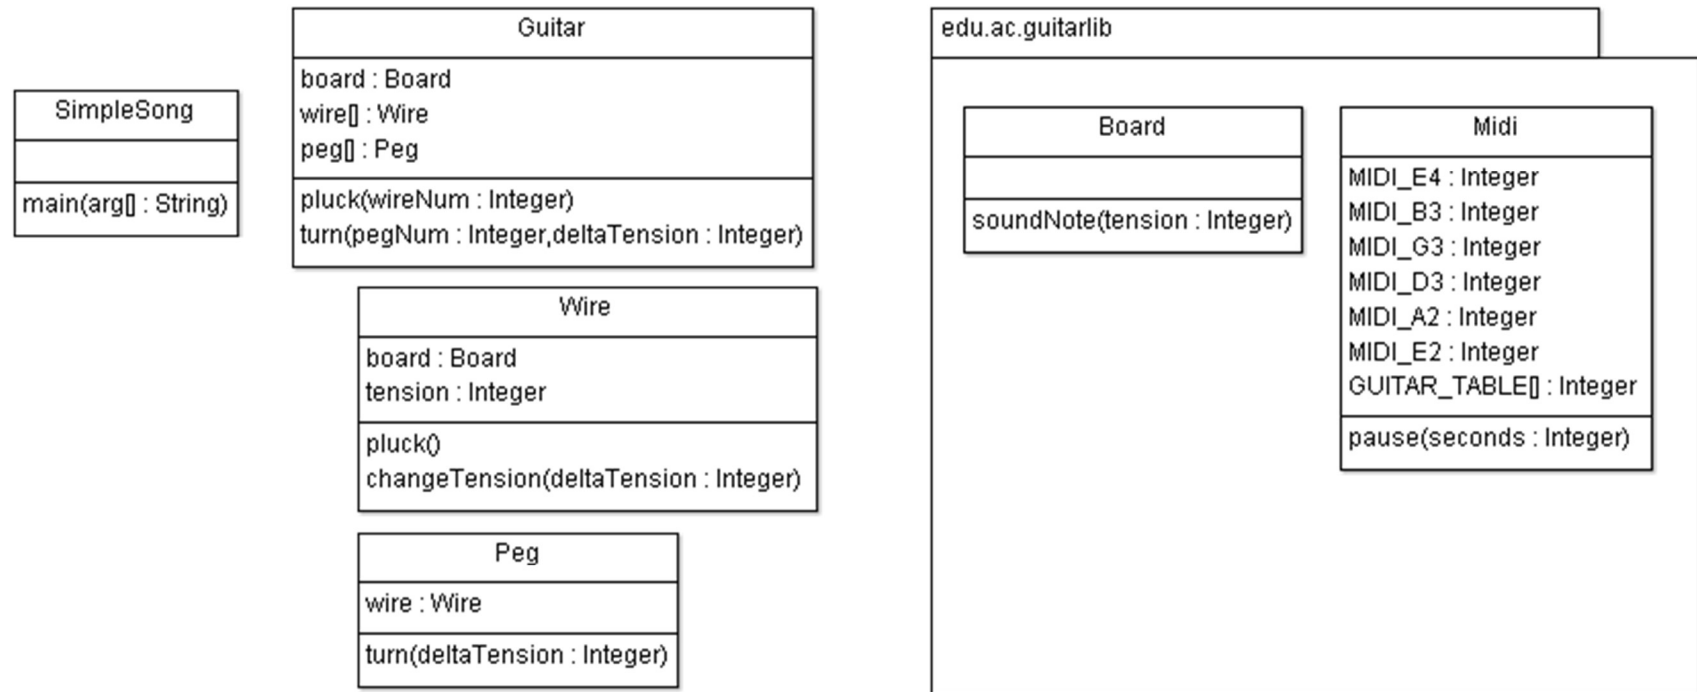 SimpleSong
main(arg[] : String)
Guitar
board : Board
wire[] : Wire
peg[] : Peg
pluck(wireNum : Integer)
turn(pegNum : Integer,deltaTension : Integer)
Wire
board : Board
tension : Integer
pluck()
changeTension(deltaTension : Integer)
Peg
wire : Wire
turn(deltaTension : Integer)
edu.ac.guitarlib
Board
soundNote(tension : Integer)
Midi
MIDI_E4 : Integer
MIDI_B3 : Integer
MIDI_G3 : Integer
MIDI_D3 : Integer
MIDI_A2 : Integer
MIDI_E2 : Integer
GUITAR_TABLE[] : Integer
pause(seconds : Integer)